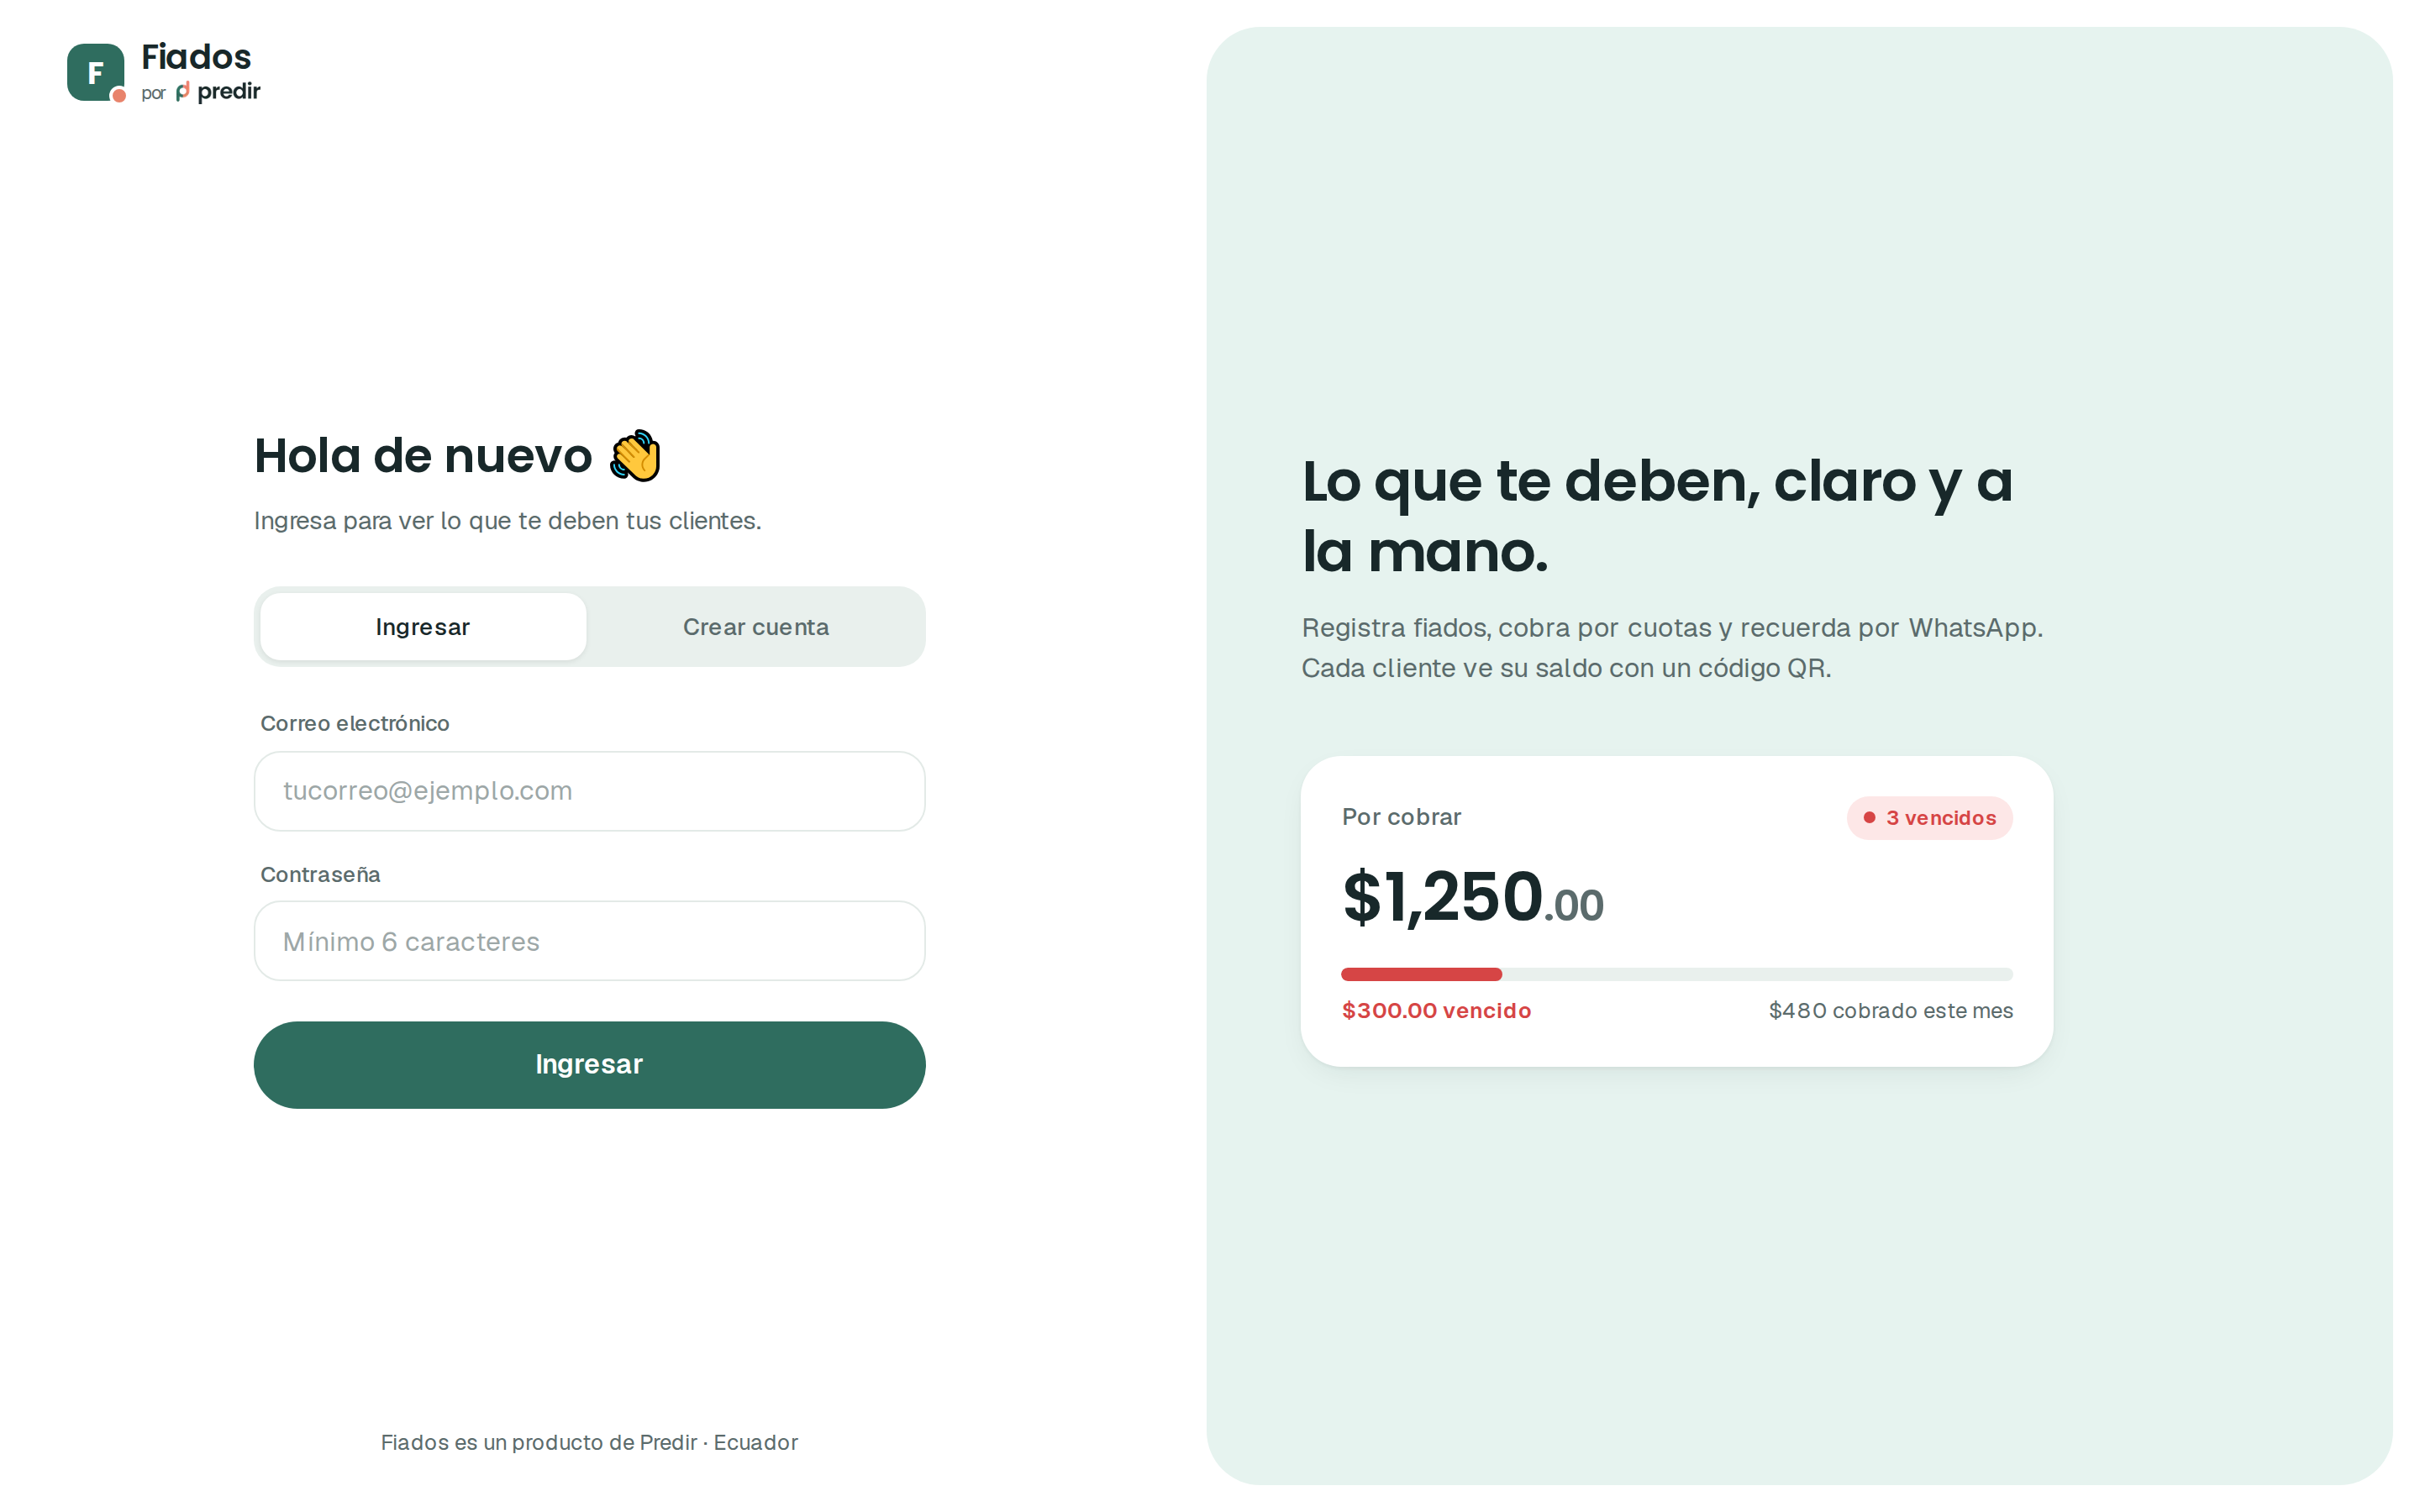 F
Fiados
por predir
Hola de nuevo 👋
Ingresa para ver lo que te deben tus clientes.
Ingresar
Crear cuenta
Correo electrónico
tucorreo@ejemplo.com
Contraseña
Mínimo 6 caracteres
Ingresar
Fiados es un producto de Predir · Ecuador
Lo que te deben, claro y a
la mano.
Registra fiados, cobra por cuotas y recuerda por WhatsApp.
Cada cliente ve su saldo con un código QR.
Por cobrar
3 vencidos
$1,250.00
$300.00 vencido
$480 cobrado este mes